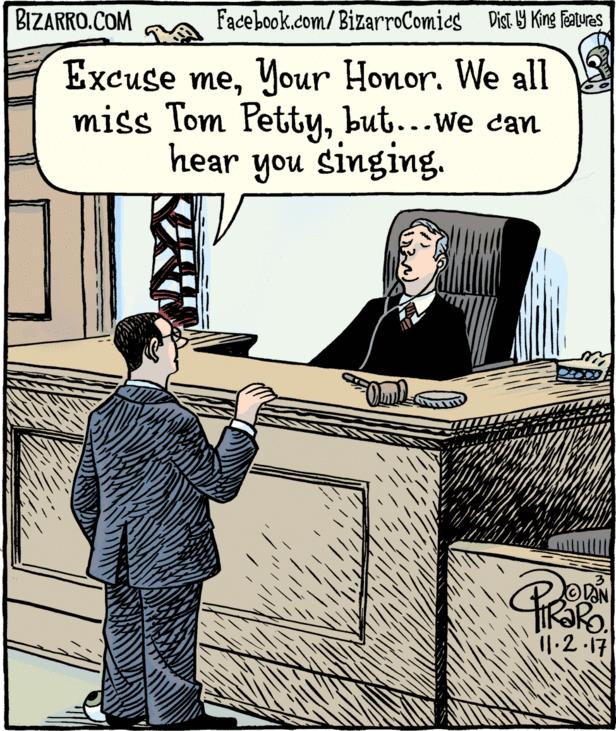 BIZARRO.COM Facebook.com/BizarroComics Dist. by King Features
Excuse me, Your Honor. We all
miss Tom Petty, but...we can
hear you singing.
3
© DAN
PIRARO.
11·2·17